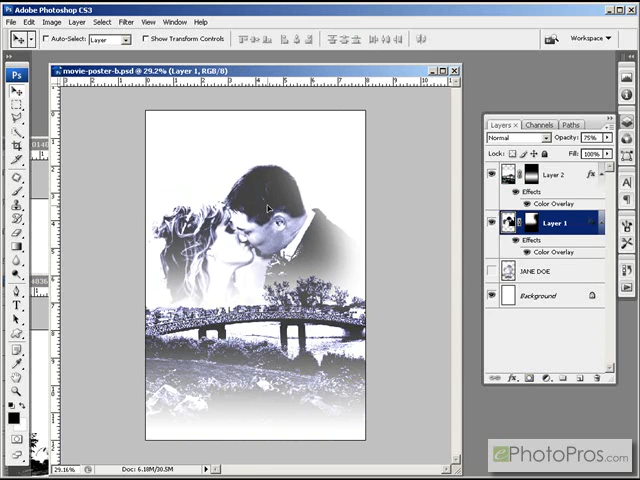 Adobe Photoshop CS3
File Edit Image Layer Select Filter View Window Help
Auto-Select: Layer Show Transform Controls Workspace
movie-poster-b.psd @ 29.2% (Layer 1, RGB/8)
Layers Channels Paths
Normal Opacity: 75%
Lock: Fill: 100%
Layer 2
Effects
Color Overlay
Layer 1
Effects
Color Overlay
JANE DOE
Background
29.16% Doc: 6.18M/30.5M
ePhotoPros.com